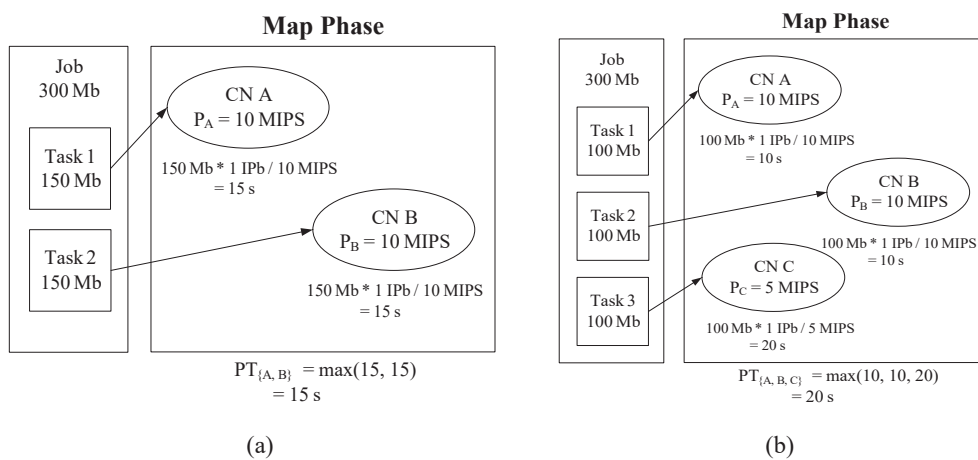 Map Phase
Job
300 Mb
Task 1
150 Mb
Task 2
150 Mb
CN A
P_A = 10 MIPS
150 Mb * 1 IPb / 10 MIPS
= 15 s
CN B
P_B = 10 MIPS
150 Mb * 1 IPb / 10 MIPS
= 15 s
PT_{A, B} = max(15, 15)
= 15 s
(a)
Map Phase
Job
300 Mb
Task 1
100 Mb
Task 2
100 Mb
Task 3
100 Mb
CN A
P_A = 10 MIPS
100 Mb * 1 IPb / 10 MIPS
= 10 s
CN B
P_B = 10 MIPS
100 Mb * 1 IPb / 10 MIPS
= 10 s
CN C
P_C = 5 MIPS
100 Mb * 1 IPb / 5 MIPS
= 20 s
PT_{A, B, C} = max(10, 10, 20)
= 20 s
(b)